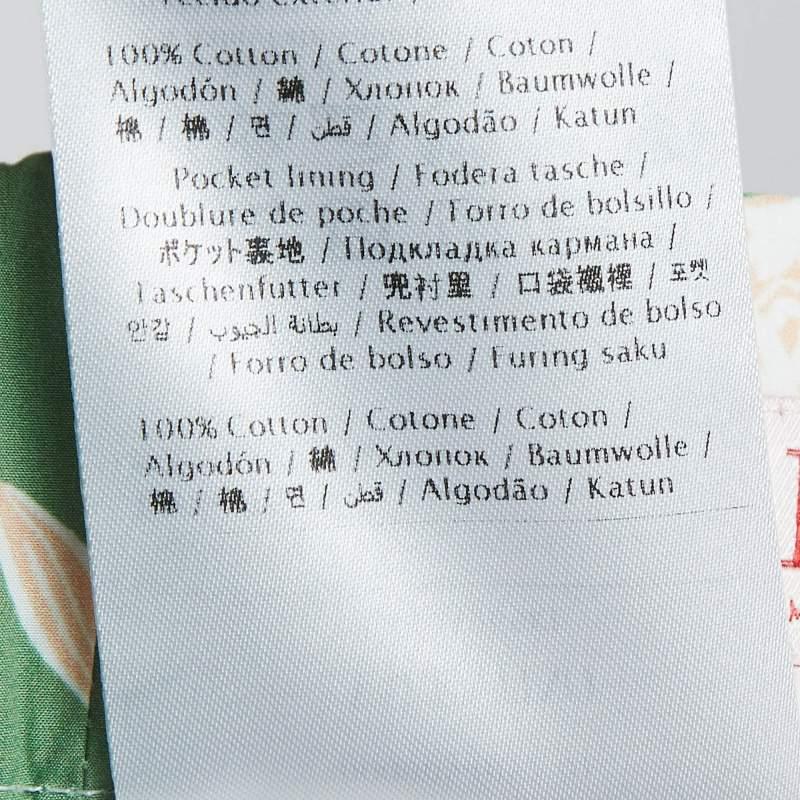 Tecido exterior /
100% Cotton / Cotone / Coton /
Algodón / 綿 / Хлопок / Baumwolle /
棉 / 棉 / 면 / قطن / Algodão / Katun
Pocket lining / Fodera tasche /
Doublure de poche / Forro de bolsillo /
ポケット裏地 / Подкладка кармана /
Taschenfutter / 兜衬里 / 口袋襯裡 / 포켓
안감 / بطانة الجيوب / Revestimento de bolso
/ Forro de bolso / Furing saku
100% Cotton / Cotone / Coton /
Algodón / 綿 / Хлопок / Baumwolle /
棉 / 棉 / 면 / قطن / Algodão / Katun